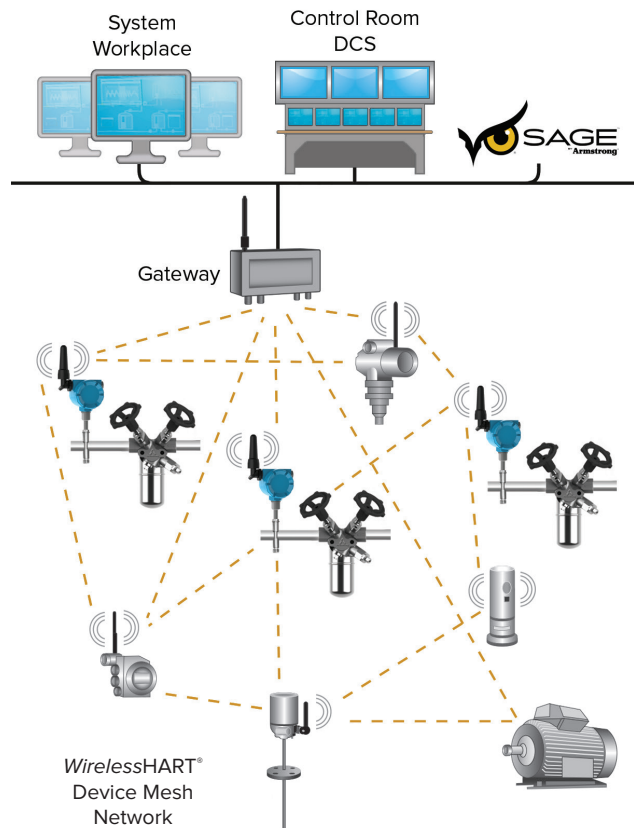 System
Workplace
Control Room
DCS
SAGE
by Armstrong
Gateway
WirelessHART®
Device Mesh
Network